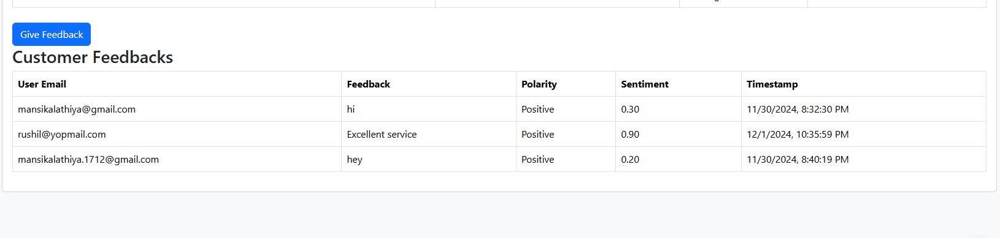 Give Feedback
Customer Feedbacks
User Email Feedback Polarity Sentiment Timestamp
mansikalathiya@gmail.com hi Positive 0.30 11/30/2024, 8:32:30 PM
rushil@yopmail.com Excellent service Positive 0.90 12/1/2024, 10:35:59 PM
mansikalathiya.1712@gmail.com hey Positive 0.20 11/30/2024, 8:40:19 PM